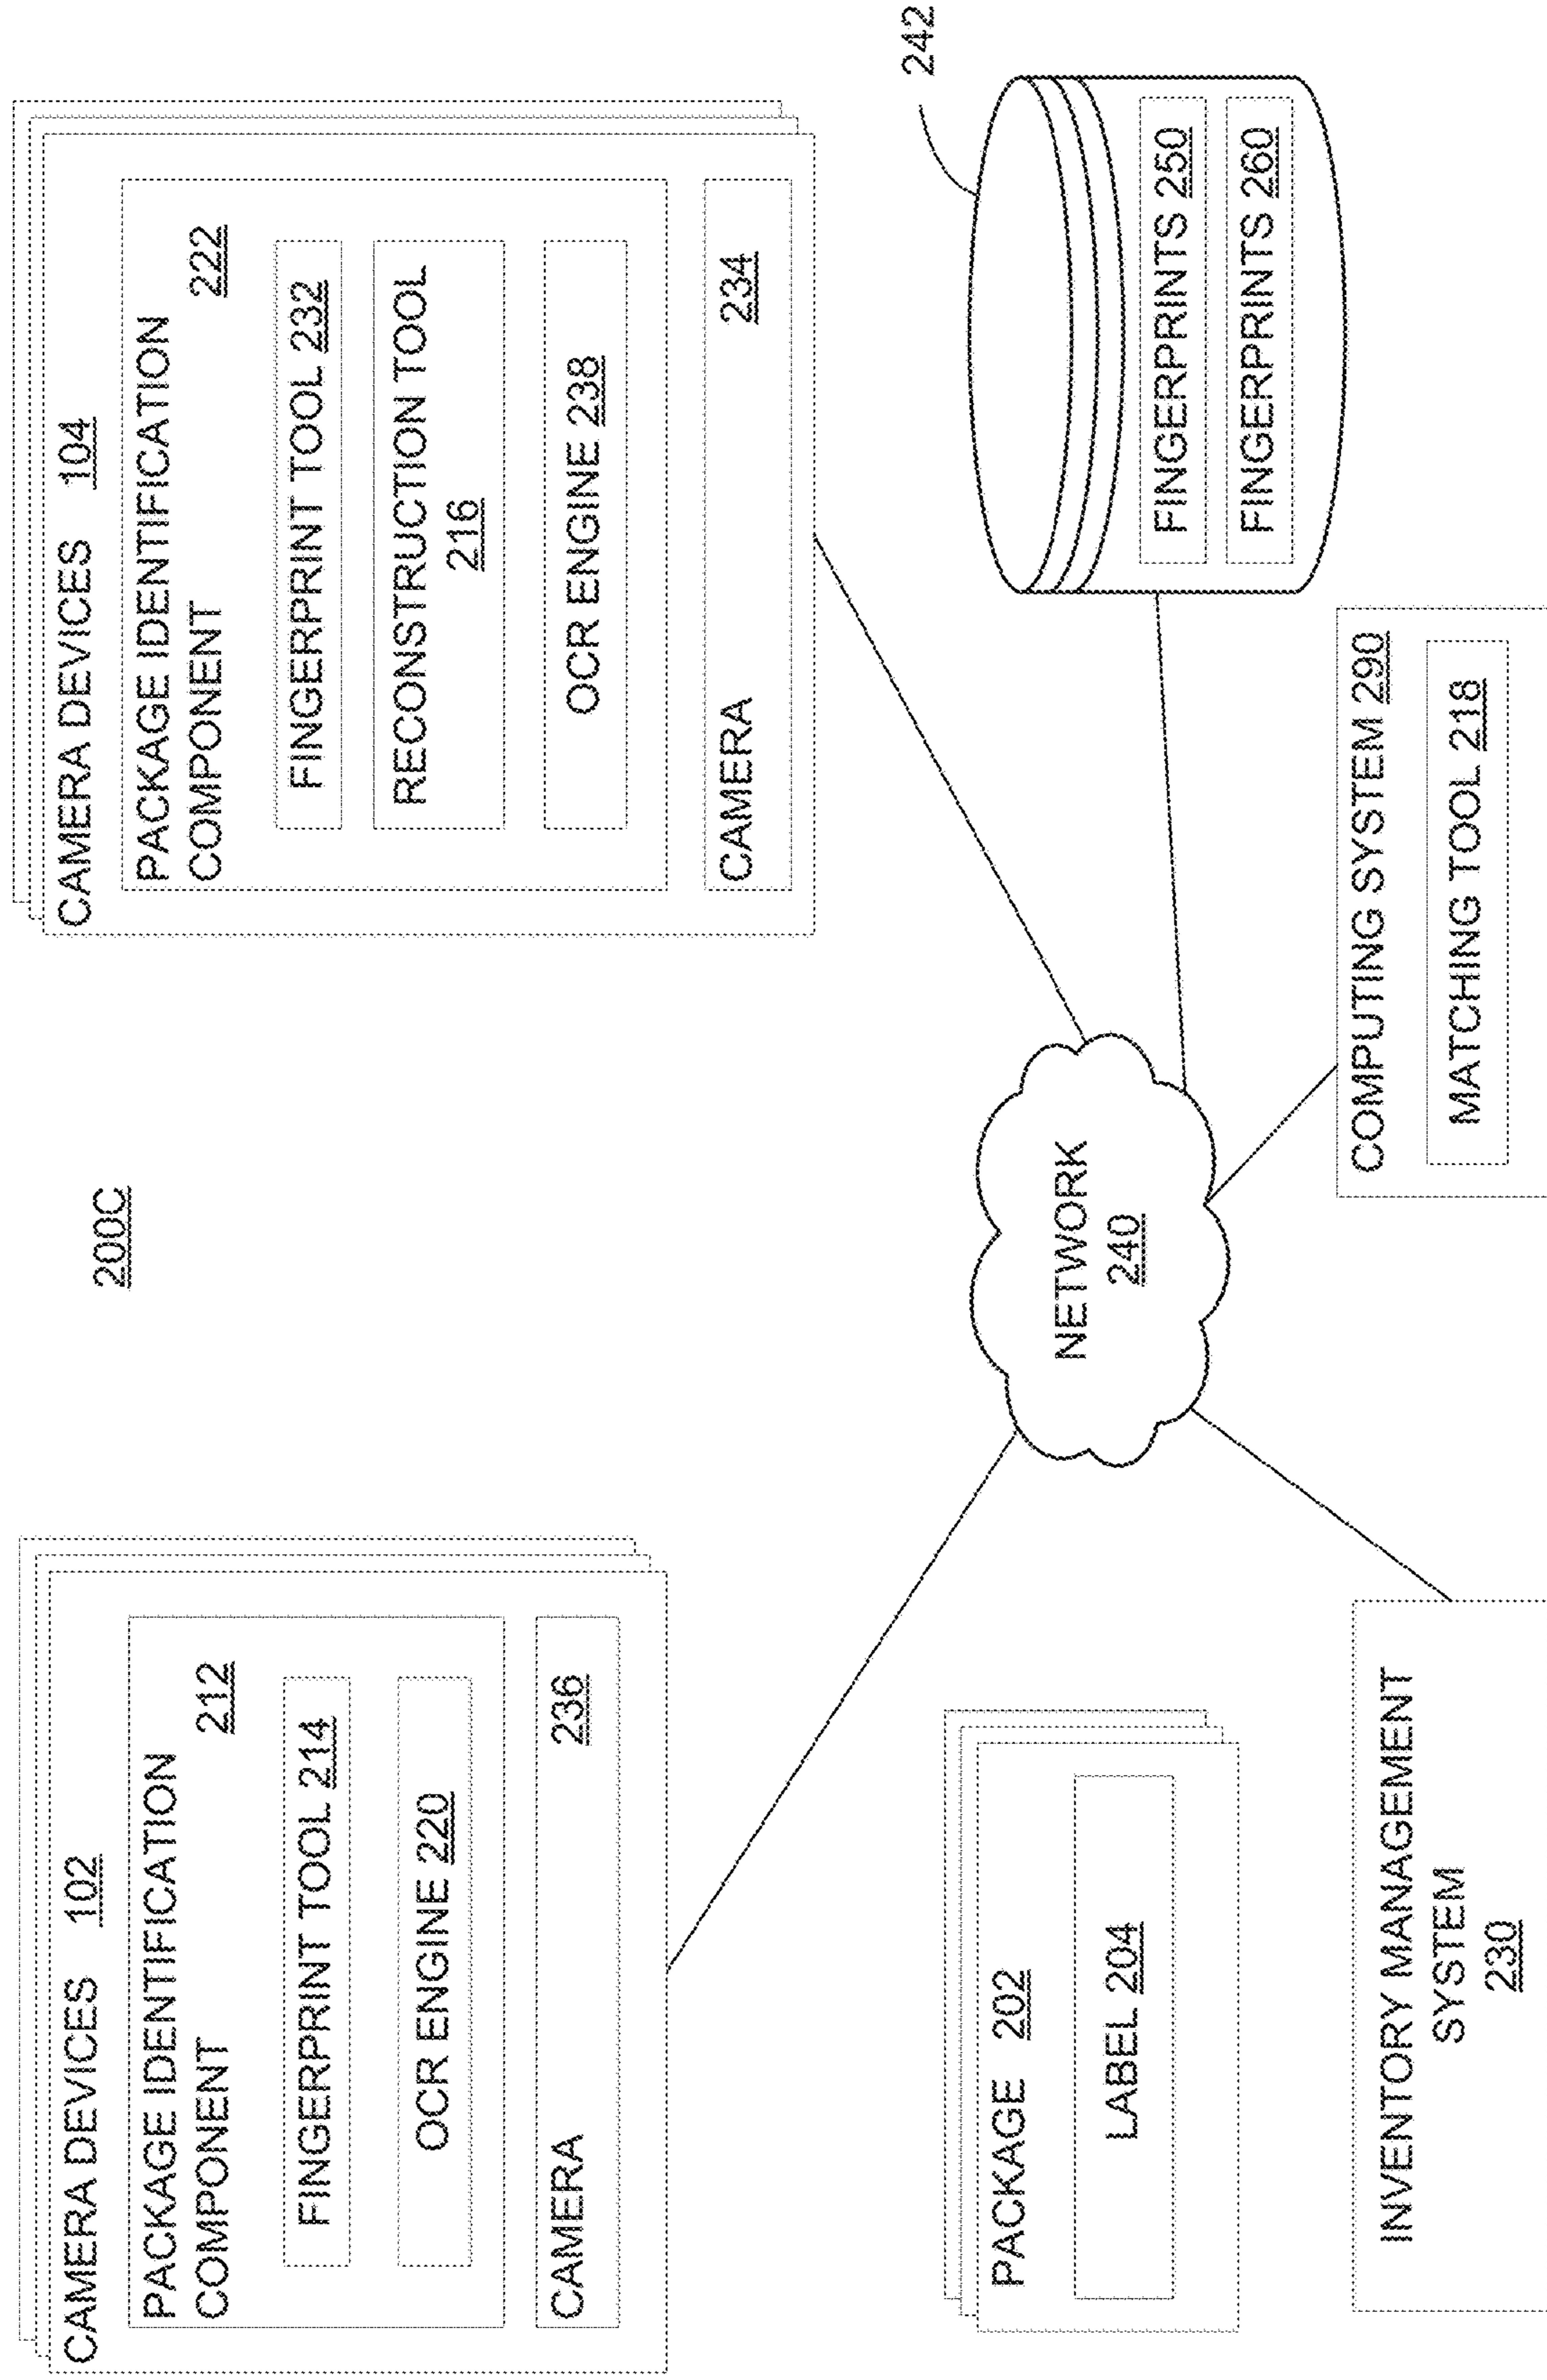 200C
CAMERA DEVICES 102
PACKAGE IDENTIFICATION
COMPONENT 212
FINGERPRINT TOOL 214
OCR ENGINE 220
CAMERA 236
CAMERA DEVICES 104
PACKAGE IDENTIFICATION
COMPONENT 222
FINGERPRINT TOOL 232
RECONSTRUCTION TOOL
216
OCR ENGINE 238
CAMERA 234
PACKAGE 202
LABEL 204
NETWORK
240
242
FINGERPRINTS 250
FINGERPRINTS 260
INVENTORY MANAGEMENT
SYSTEM
230
COMPUTING SYSTEM 290
MATCHING TOOL 218